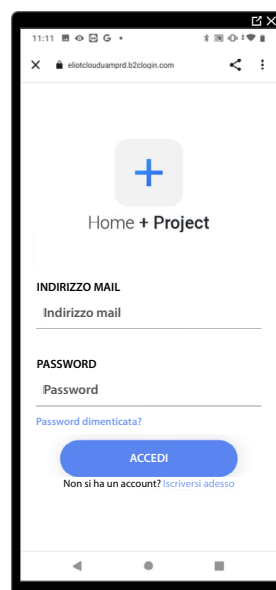 11:11 G
eliotclouduamprd.b2clogin.com
Home + Project
INDIRIZZO MAIL
Indirizzo mail
PASSWORD
Password
Password dimenticata?
ACCEDI
Non si ha un account? Iscriversi adesso